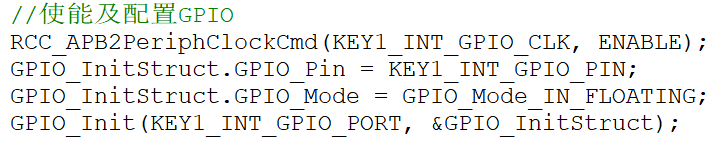 //使能及配置GPIO
RCC_APB2PeriphClockCmd(KEY1_INT_GPIO_CLK, ENABLE);
GPIO_InitStruct.GPIO_Pin = KEY1_INT_GPIO_PIN;
GPIO_InitStruct.GPIO_Mode = GPIO_Mode_IN_FLOATING;
GPIO_Init(KEY1_INT_GPIO_PORT, &GPIO_InitStruct);